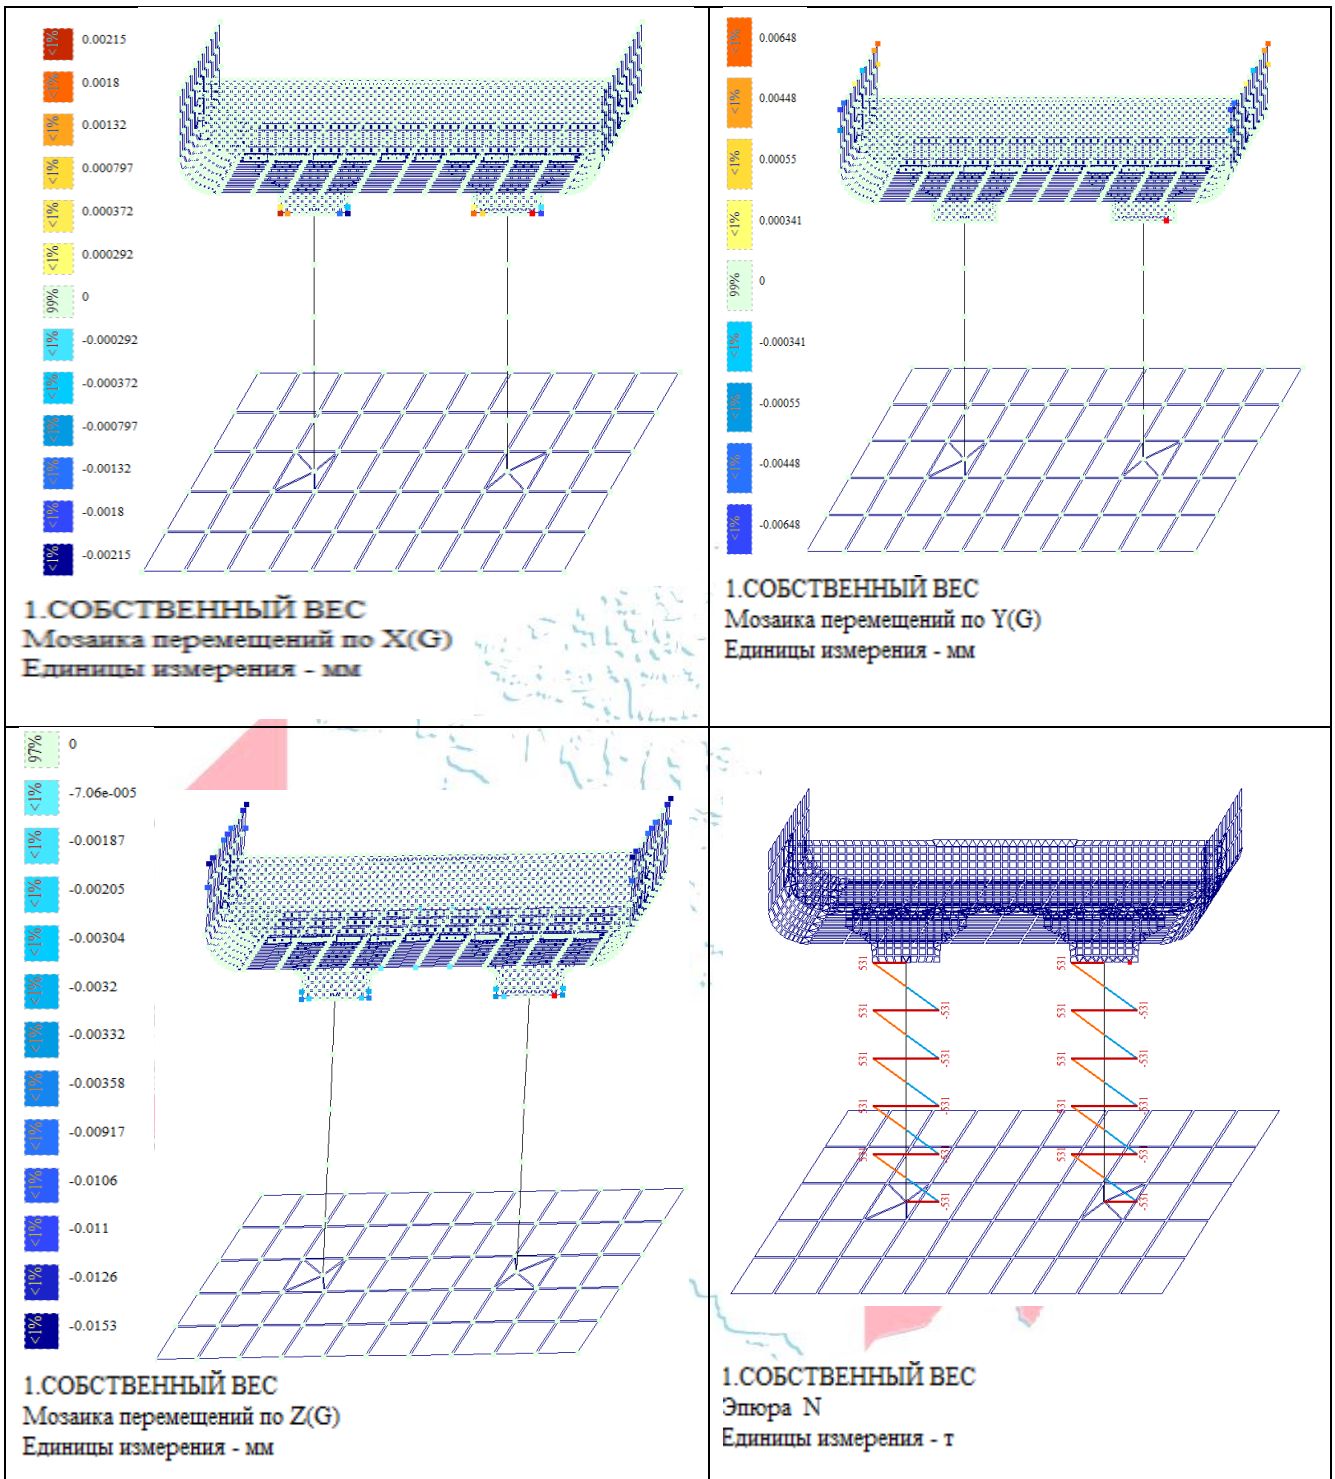 <1% 0.00215
<1% 0.0018
<1% 0.00132
<1% 0.000797
<1% 0.000372
<1% 0.000292
99% 0
<1% -0.000292
<1% -0.000372
<1% -0.000797
<1% -0.00132
<1% -0.0018
<1% -0.00215
1.СОБСТВЕННЫЙ ВЕС
Мозаика перемещений по X(G)
Единицы измерения - мм
<1% 0.00648
<1% 0.00448
<1% 0.00055
<1% 0.000341
99% 0
<1% -0.000341
<1% -0.00055
<1% -0.00448
<1% -0.00648
1.СОБСТВЕННЫЙ ВЕС
Мозаика перемещений по Y(G)
Единицы измерения - мм
97% 0
<1% -7.06e-005
<1% -0.00187
<1% -0.00205
<1% -0.00304
<1% -0.0032
<1% -0.00332
<1% -0.00358
<1% -0.00917
<1% -0.0106
<1% -0.011
<1% -0.0126
<1% -0.0153
1.СОБСТВЕННЫЙ ВЕС
Мозаика перемещений по Z(G)
Единицы измерения - мм
531 531
531 -531 531 -531
531 -531 531 -531
531 -531 531 -531
531 -531 531 -531
-531 -531
1.СОБСТВЕННЫЙ ВЕС
Эпюра N
Единицы измерения - т